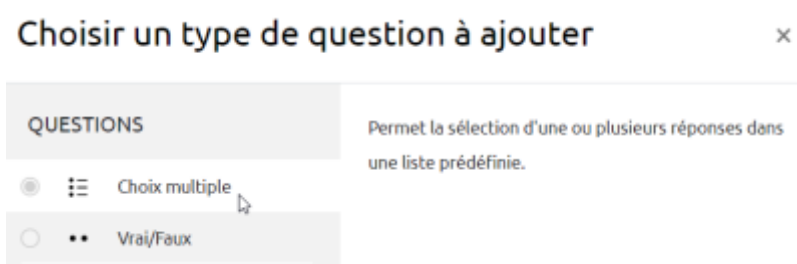 Choisir un type de question à ajouter
×
QUESTIONS
Permet la sélection d'une ou plusieurs réponses dans
une liste prédéfinie.
Choix multiple
Vrai/Faux